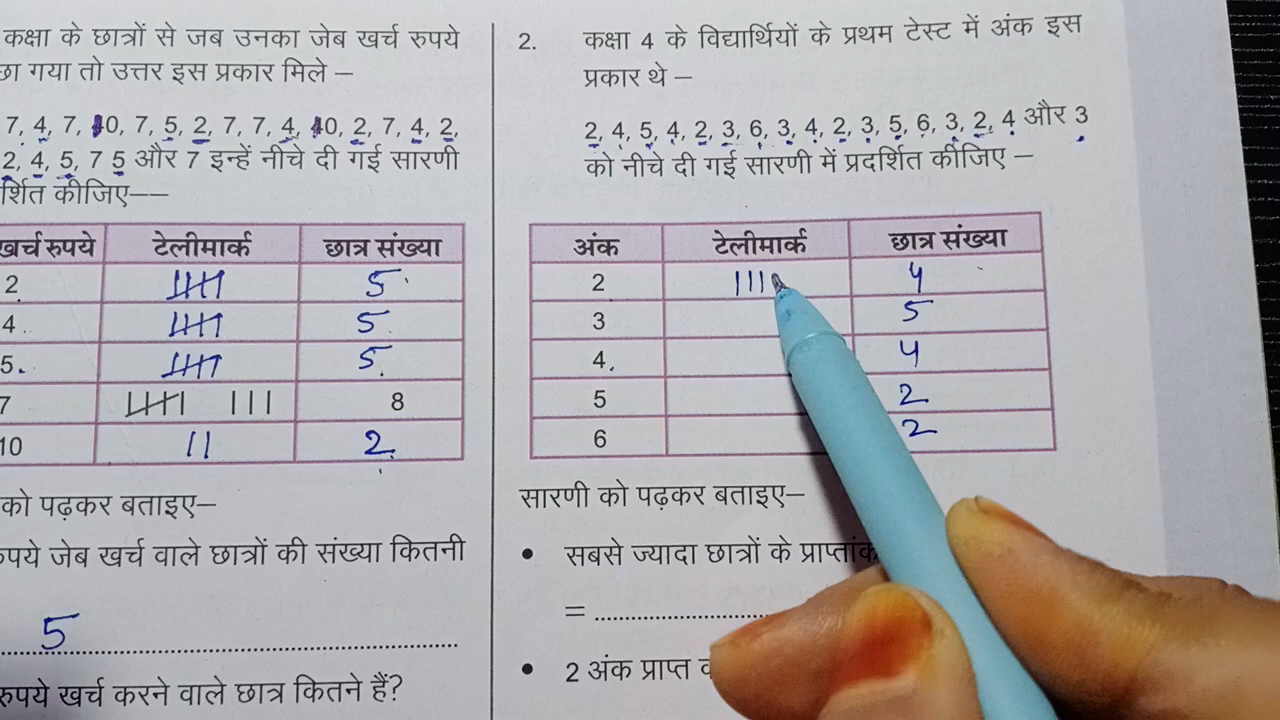 कक्षा के छात्रों से जब उनका जेब खर्च रुपये
छा गया तो उत्तर इस प्रकार मिले –
7, 4, 7, 10, 7, 5, 2, 7, 7, 4, 10, 2, 7, 4, 2,
2, 4, 5, 7 5 और 7 इन्हें नीचे दी गई सारणी
र्शित कीजिए––
खर्च रुपये टेलीमार्क छात्र संख्या
2 5
4 5
5 5
7 8
10 2
को पढ़कर बताइए–
रुपये जेब खर्च वाले छात्रों की संख्या कितनी
5
रुपये खर्च करने वाले छात्र कितने हैं?
2. कक्षा 4 के विद्यार्थियों के प्रथम टेस्ट में अंक इस
प्रकार थे –
2, 4, 5, 4, 2, 3, 6, 3, 4, 2, 3, 5, 6, 3, 2, 4 और 3
को नीचे दी गई सारणी में प्रदर्शित कीजिए –
अंक टेलीमार्क छात्र संख्या
2 4
3 5
4 4
5 2
6 2
सारणी को पढ़कर बताइए–
• सबसे ज्यादा छात्रों के प्राप्तांक
= ..................
• 2 अंक प्राप्त